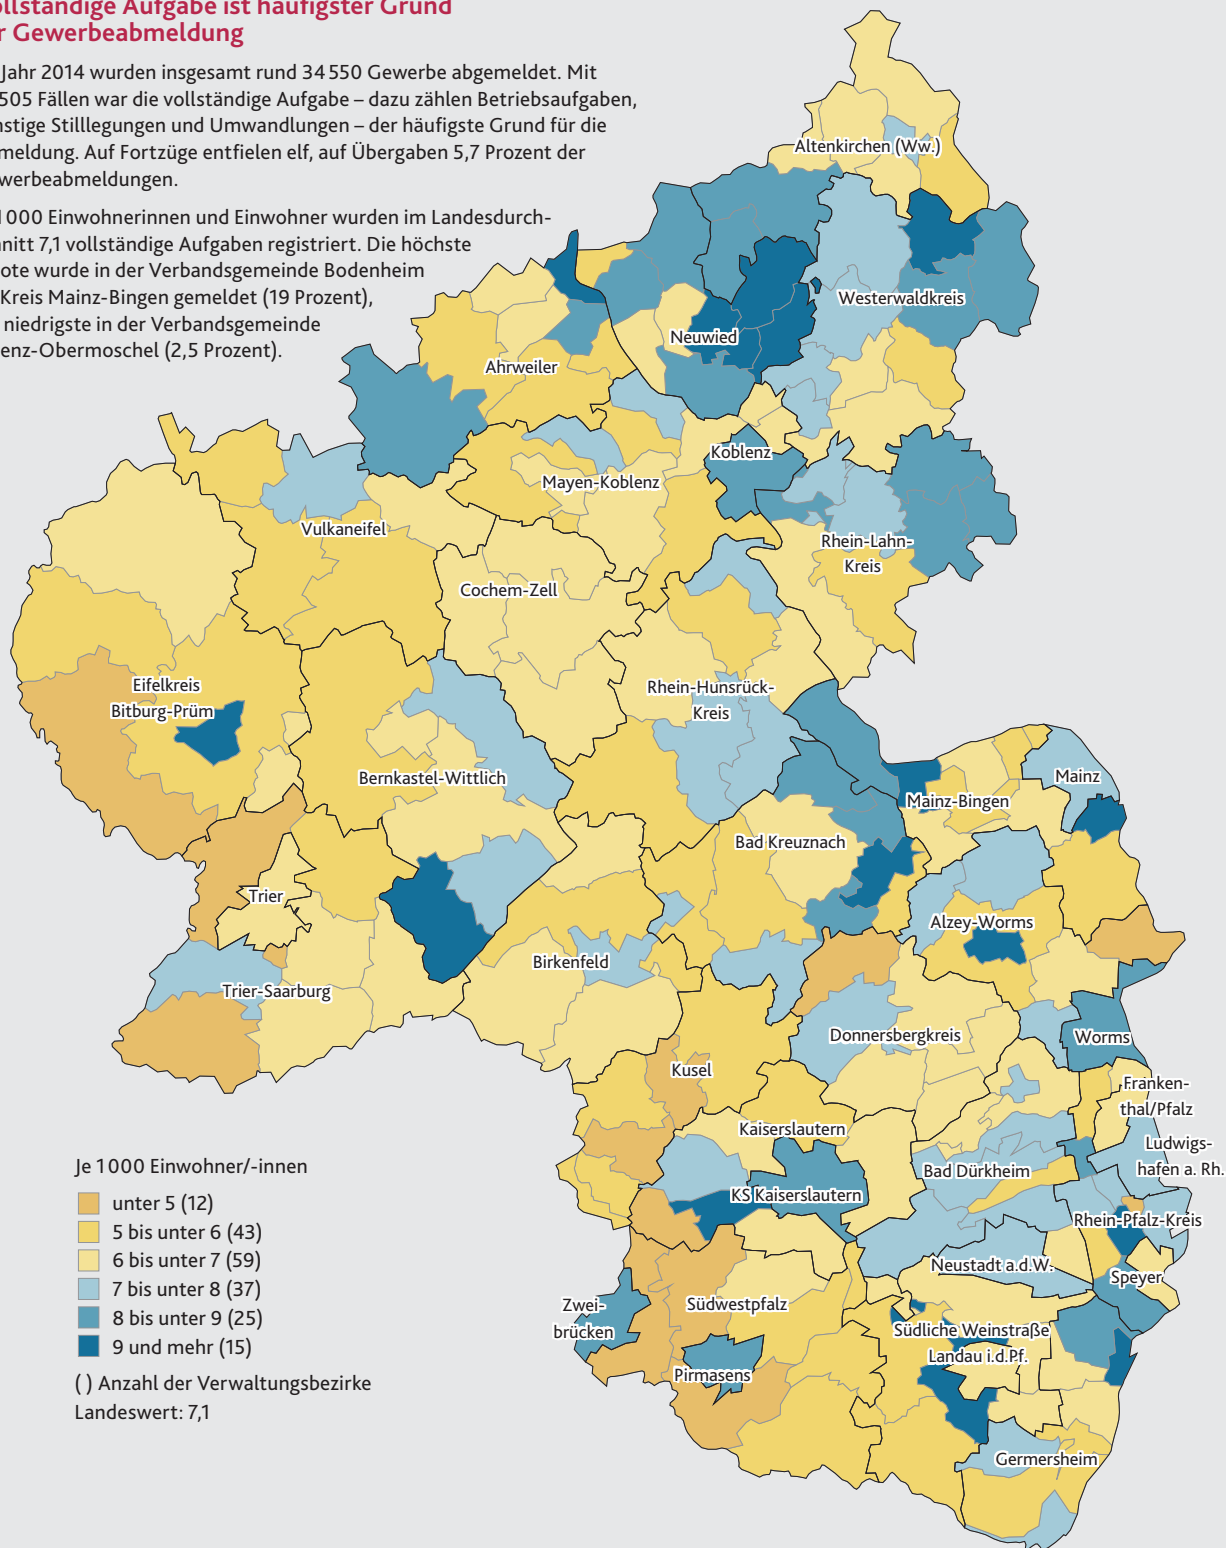 ollständige Aufgabe ist häufigster Grund
r Gewerbeabmeldung
Jahr 2014 wurden insgesamt rund 34 550 Gewerbe abgemeldet. Mit
505 Fällen war die vollständige Aufgabe – dazu zählen Betriebsaufgaben,
nstige Stilllegungen und Umwandlungen – der häufigste Grund für die
meldung. Auf Fortzüge entfielen elf, auf Übergaben 5,7 Prozent der
werbeabmeldungen.
1 000 Einwohnerinnen und Einwohner wurden im Landesdurch-
nitt 7,1 vollständige Aufgaben registriert. Die höchste
ote wurde in der Verbandsgemeinde Bodenheim
Kreis Mainz-Bingen gemeldet (19 Prozent),
niedrigste in der Verbandsgemeinde
enz-Obermoschel (2,5 Prozent).
Altenkirchen (Ww.)
Westerwaldkreis
Neuwied
Ahrweiler
Koblenz
Mayen-Koblenz
Vulkaneifel
Rhein-Lahn-
Kreis
Cochem-Zell
Eifelkreis
Bitburg-Prüm
Rhein-Hunsrück-
Kreis
Bernkastel-Wittlich
Mainz
Mainz-Bingen
Bad Kreuznach
Trier
Alzey-Worms
Birkenfeld
Trier-Saarburg
Donnersbergkreis
Worms
Kusel
Franken-
thal/Pfalz
Kaiserslautern
Ludwigs-
hafen a. Rh.
Bad Dürkheim
KS Kaiserslautern
Rhein-Pfalz-Kreis
Neustadt a.d.W.
Speyer
Zwei-
brücken
Südwestpfalz
Südliche Weinstraße
Landau i.d.Pf.
Pirmasens
Germersheim
Je 1 000 Einwohner/-innen
unter 5 (12)
5 bis unter 6 (43)
6 bis unter 7 (59)
7 bis unter 8 (37)
8 bis unter 9 (25)
9 und mehr (15)
( ) Anzahl der Verwaltungsbezirke
Landeswert: 7,1